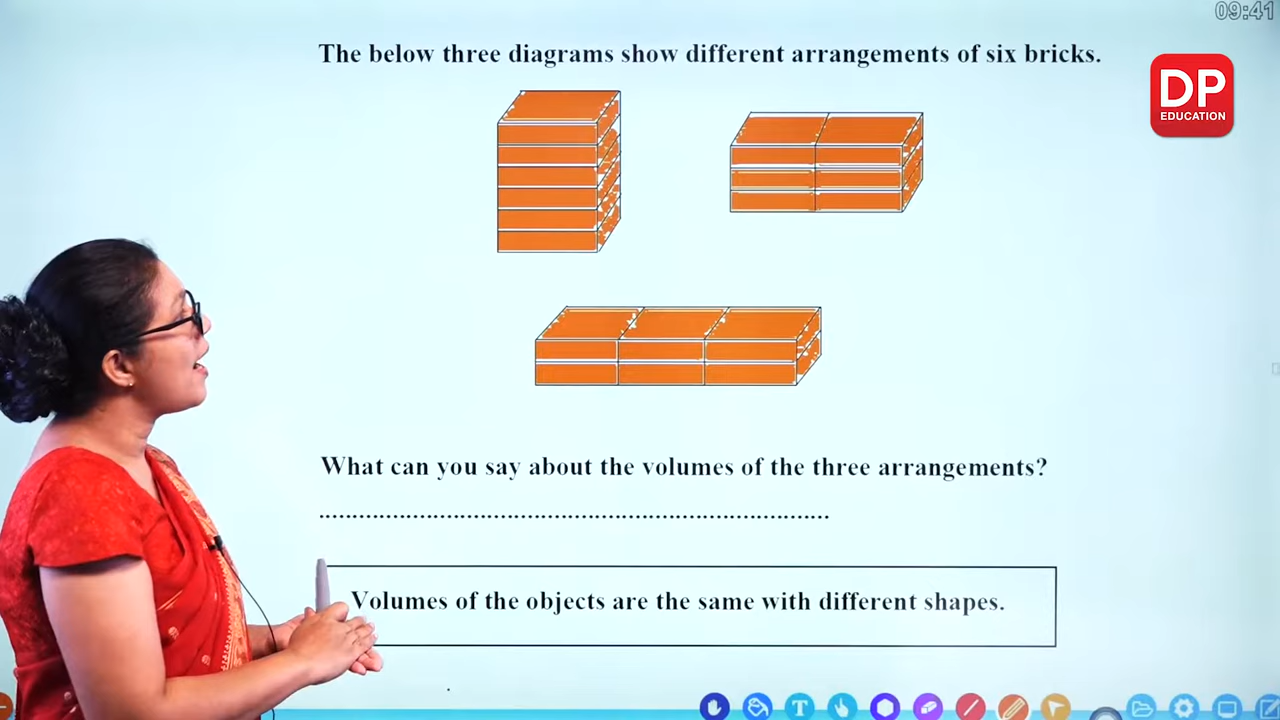 09:41
The below three diagrams show different arrangements of six bricks.
DP
EDUCATION
What can you say about the volumes of the three arrangements?
................................................................................
Volumes of the objects are the same with different shapes.
T